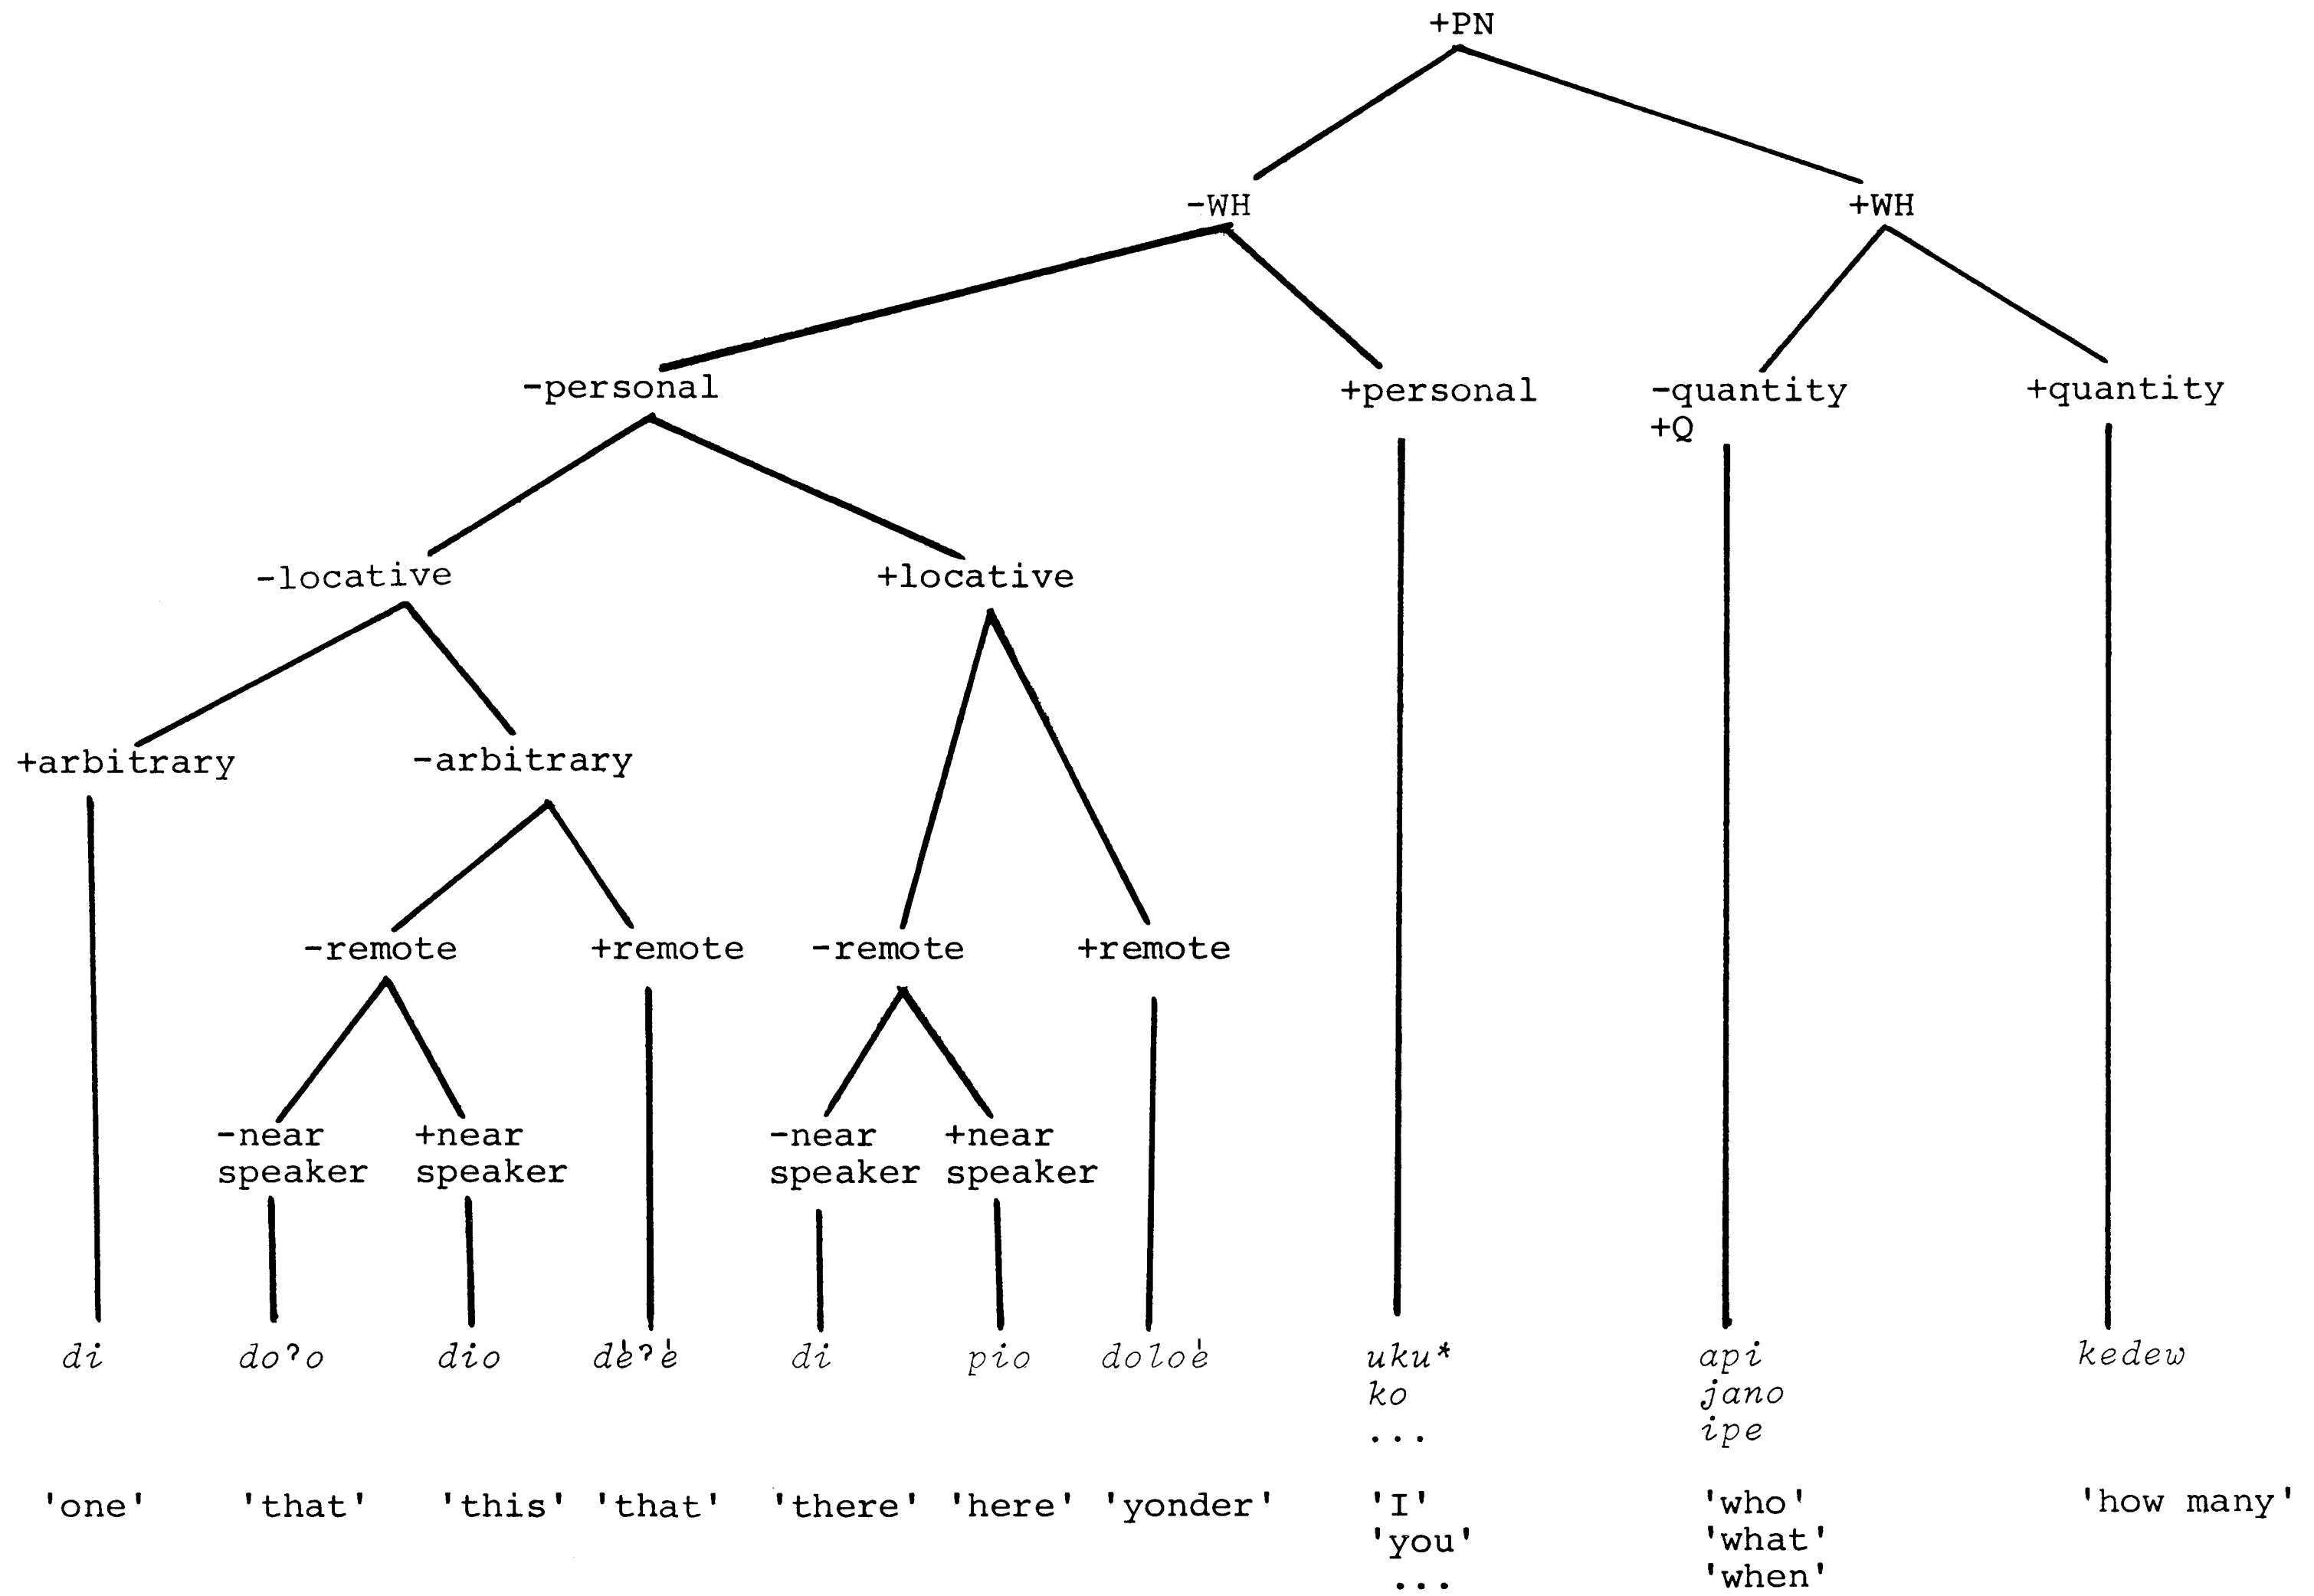 +PN
-WH +WH
-personal +personal -quantity +quantity
+Q
-locative +locative
+arbitrary -arbitrary
-remote +remote -remote +remote
-near +near -near +near
speaker speaker speaker speaker
di doʔo dio dèʔè di pio doloè uku* api kedew
ko jano
... ipe
'one' 'that' 'this' 'that' 'there' 'here' 'yonder' 'I' 'who' 'how many'
'you' 'what'
... 'when'